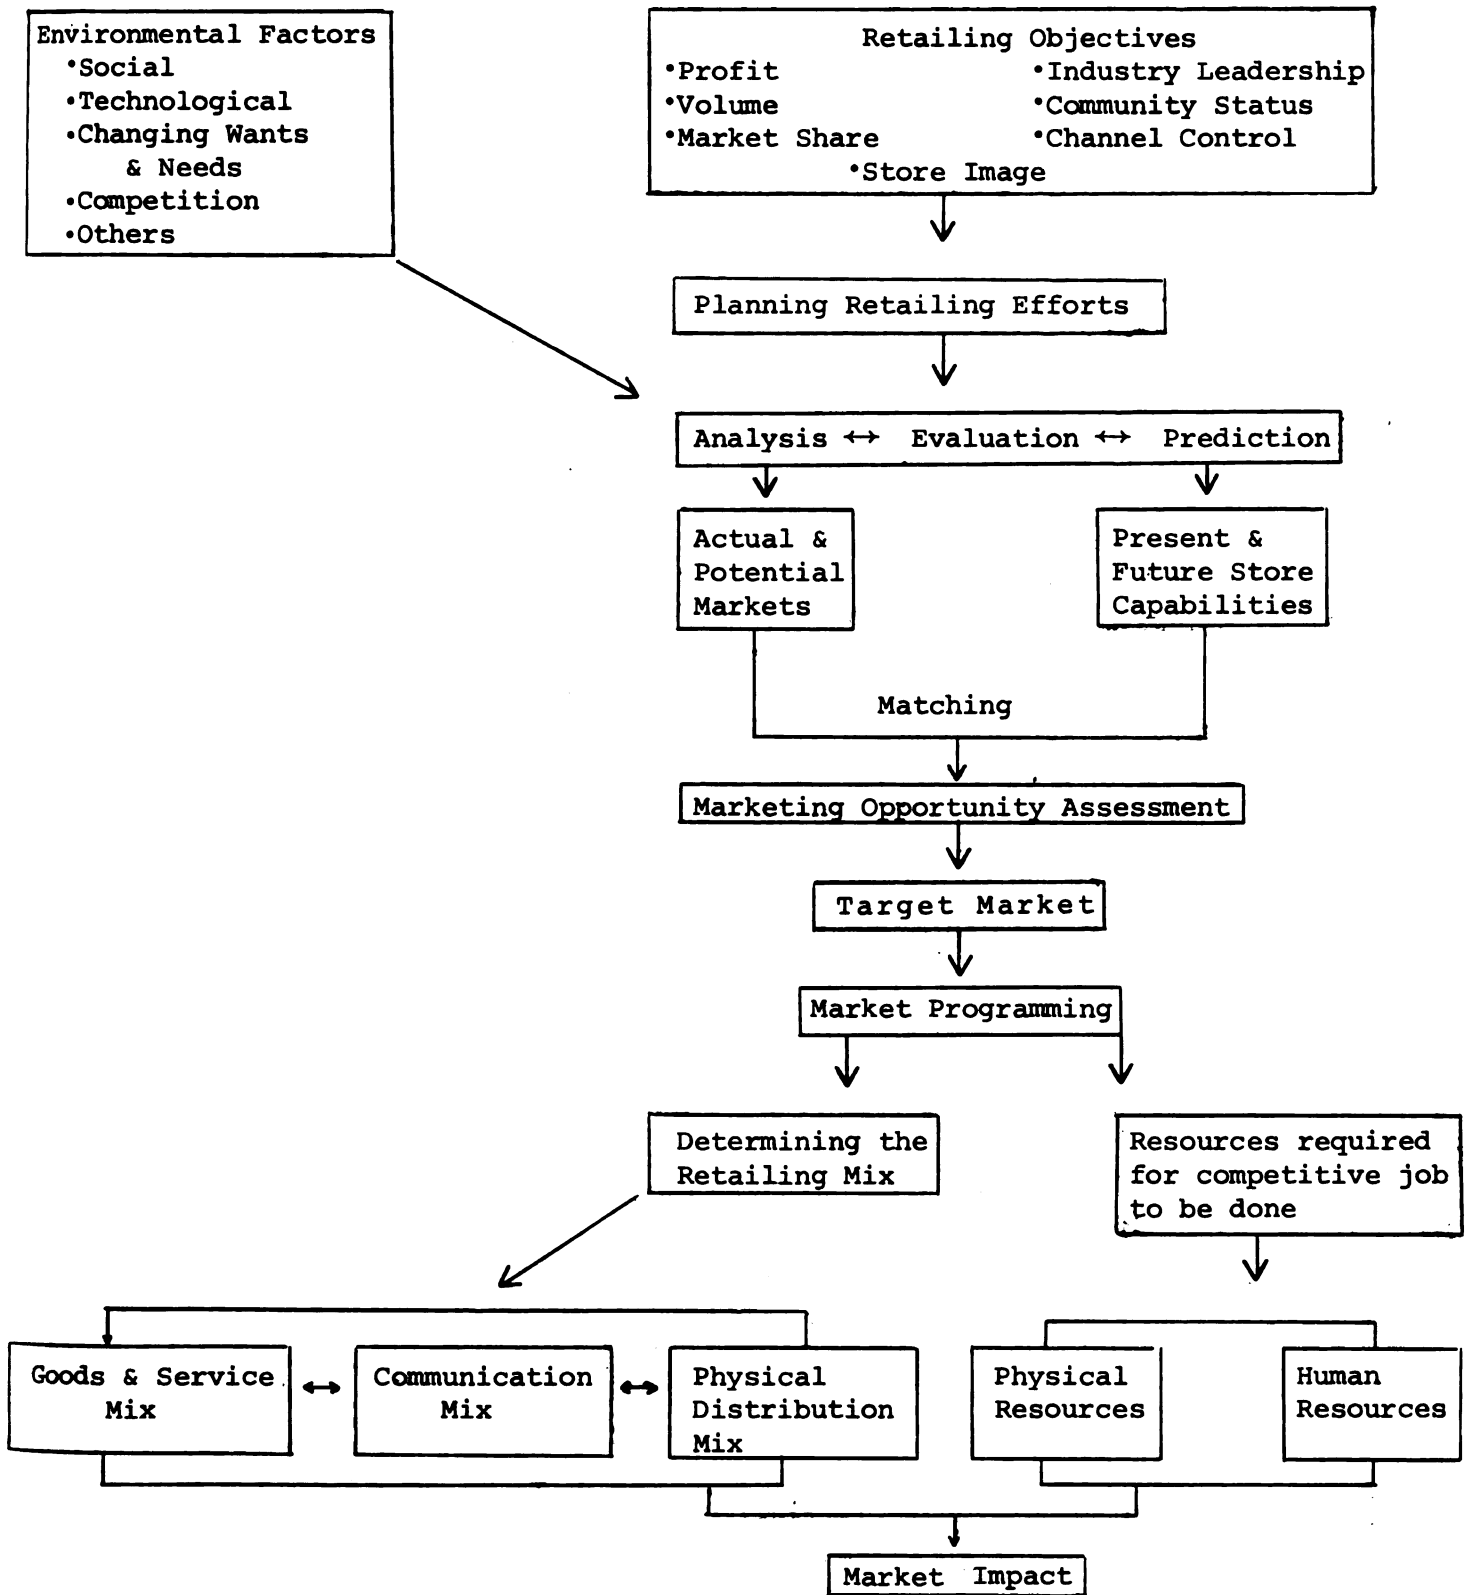 Environmental Factors
•Social
•Technological
•Changing Wants
& Needs
•Competition
•Others
Retailing Objectives
•Profit
•Industry Leadership
•Volume
•Community Status
•Market Share
•Channel Control
•Store Image
Planning Retailing Efforts
Analysis ↔ Evaluation ↔ Prediction
Actual &
Potential
Markets
Present &
Future Store
Capabilities
Matching
Marketing Opportunity Assessment
Target Market
Market Programming
Determining the
Retailing Mix
Resources required
for competitive job
to be done
Goods & Service
Mix
Communication
Mix
Physical
Distribution
Mix
Physical
Resources
Human
Resources
Market Impact